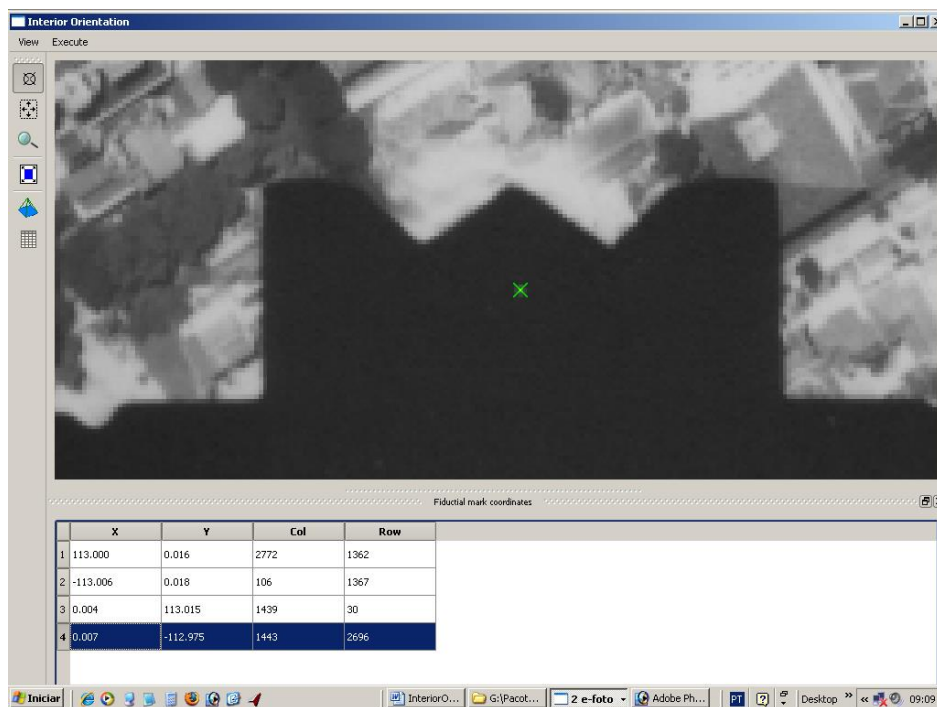 Interior Orientation
View Execute
Fiductial mark coordinates
X Y Col Row
1 113.000 0.016 2772 1362
2 -113.006 0.018 106 1367
3 0.004 113.015 1439 30
4 0.007 -112.975 1443 2696
Iniciar InteriorO... G:\Pacot... 2 e-foto Adobe Ph... PT Desktop » « 09:09